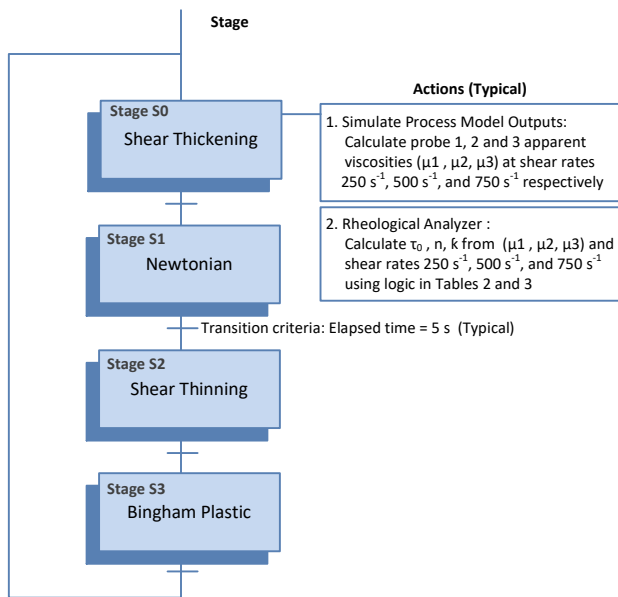 Stage
Actions (Typical)
Stage S0
Shear Thickening
1. Simulate Process Model Outputs:
Calculate probe 1, 2 and 3 apparent
viscosities (μ1 , μ2, μ3) at shear rates
250 s⁻¹, 500 s⁻¹, and 750 s⁻¹ respectively
2. Rheological Analyzer :
Calculate τ₀ , n, k from (μ1 , μ2, μ3) and
shear rates 250 s⁻¹, 500 s⁻¹, and 750 s⁻¹
using logic in Tables 2 and 3
Stage S1
Newtonian
Transition criteria: Elapsed time = 5 s (Typical)
Stage S2
Shear Thinning
Stage S3
Bingham Plastic